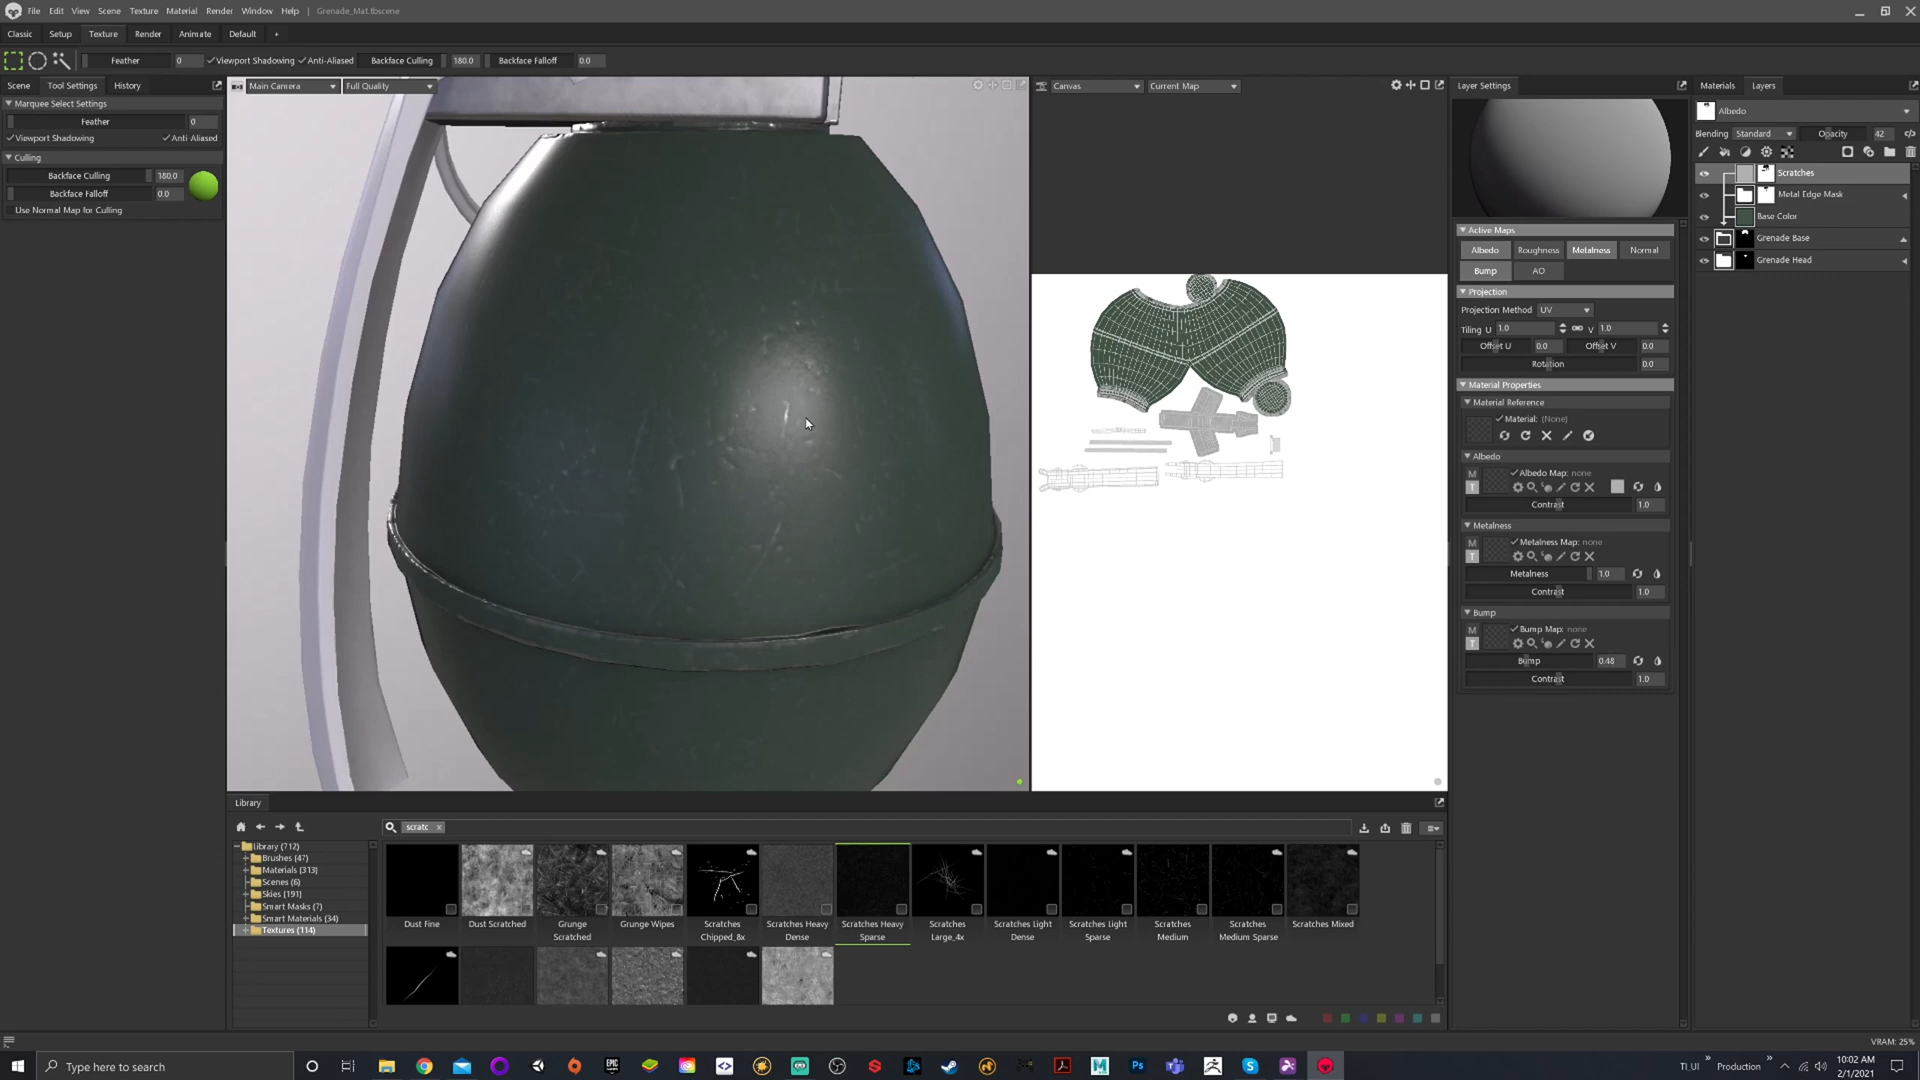 File Edit View Scene Texture Material Render Window Help | Grenade_Mat.tbscene
Classic Setup Texture Render Animate Default +
Feather 0 Viewport Shadowing Anti-Aliased Backface Culling 180.0 Backface Falloff 0.0
Scene Tool Settings History
Marquee Select Settings
Feather 0
Viewport Shadowing Anti-Aliased
Culling
Backface Culling 180.0
Backface Falloff 0.0
Use Normal Map for Culling
Main Camera Full Quality
Canvas Current Map
Layer Settings
Active Maps
Albedo Roughness Metalness Normal
Bump AO
Projection
Projection Method UV
Tiling U 1.0 V 1.0
Offset U 0.0 Offset V 0.0
Rotation 0.0
Material Properties
Material Reference
Material: (None)
Albedo
M Albedo Map: none
T
Contrast 1.0
Metalness
M Metalness Map: none
T
Metalness 1.0
Contrast 1.0
Bump
M Bump Map: none
T
Bump 0.48
Contrast 1.0
Materials Layers
Albedo
Blending Standard Opacity 42
Scratches
Metal Edge Mask
Base Color
Grenade Base
Grenade Head
Library
scratc x
library (712)
Brushes (47)
Materials (313)
Scenes (6)
Skies (191)
Smart Masks (7)
Smart Materials (34)
Textures (114)
Dust Fine
Dust Scratched
Grunge Scratched
Grunge Wipes
Scratches Chipped_8x
Scratches Heavy Dense
Scratches Heavy Sparse
Scratches Large_4x
Scratches Light Dense
Scratches Light Sparse
Scratches Medium
Scratches Medium Sparse
Scratches Mixed
VRAM: 25%
Type here to search
TI_UI Production
10:02 AM
2/1/2021